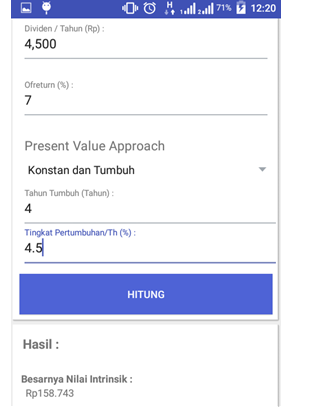 71% 12:20
Dividen / Tahun (Rp) :
4,500
Ofreturn (%) :
7
Present Value Approach
Konstan dan Tumbuh
Tahun Tumbuh (Tahun) :
4
Tingkat Pertumbuhan/Th (%) :
4.5
HITUNG
Hasil :
Besarnya Nilai Intrinsik :
Rp158.743